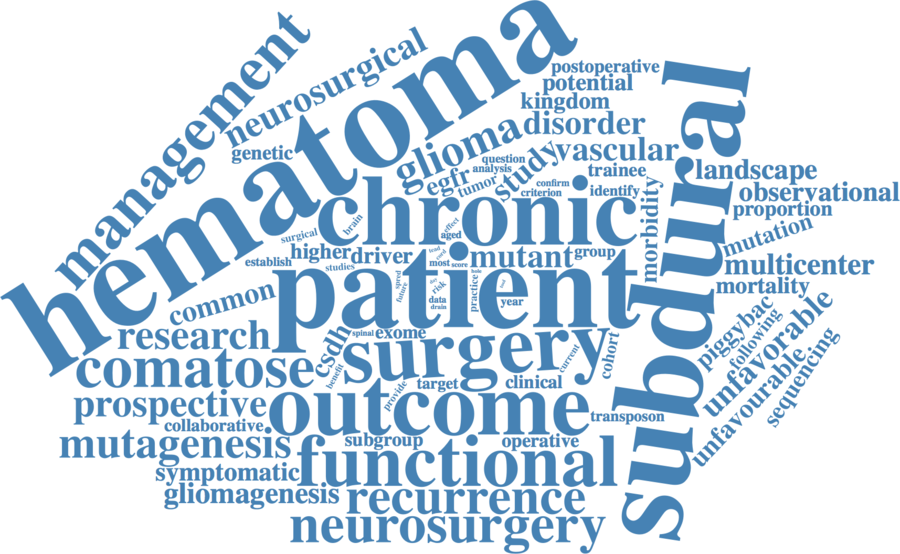 hematoma
subdural
patient
chronic
surgery
outcome
functional
management
neurosurgical
genetic
glioma
egfr
tumor
question
analysis
study
postoperative
potential
kingdom
disorder
vascular
trainee
confirm
criterion
identify
landscape
observational
proportion
mutation
multicenter
mortality
morbidity
surgical
brain
effect
aged
higher
driver
establish
studies
mutant
group
most
score
risk
data
drain
practice
year
future
common
research
csdh
spinal
exome
comatose
benefit
provide
target
clinical
current
cohort
piggybac
following
unfavorable
unfavourable
sequencing
prospective
collaborative
mutagenesis
subgroup
operative
transposon
symptomatic
gliomagenesis
recurrence
neurosurgery